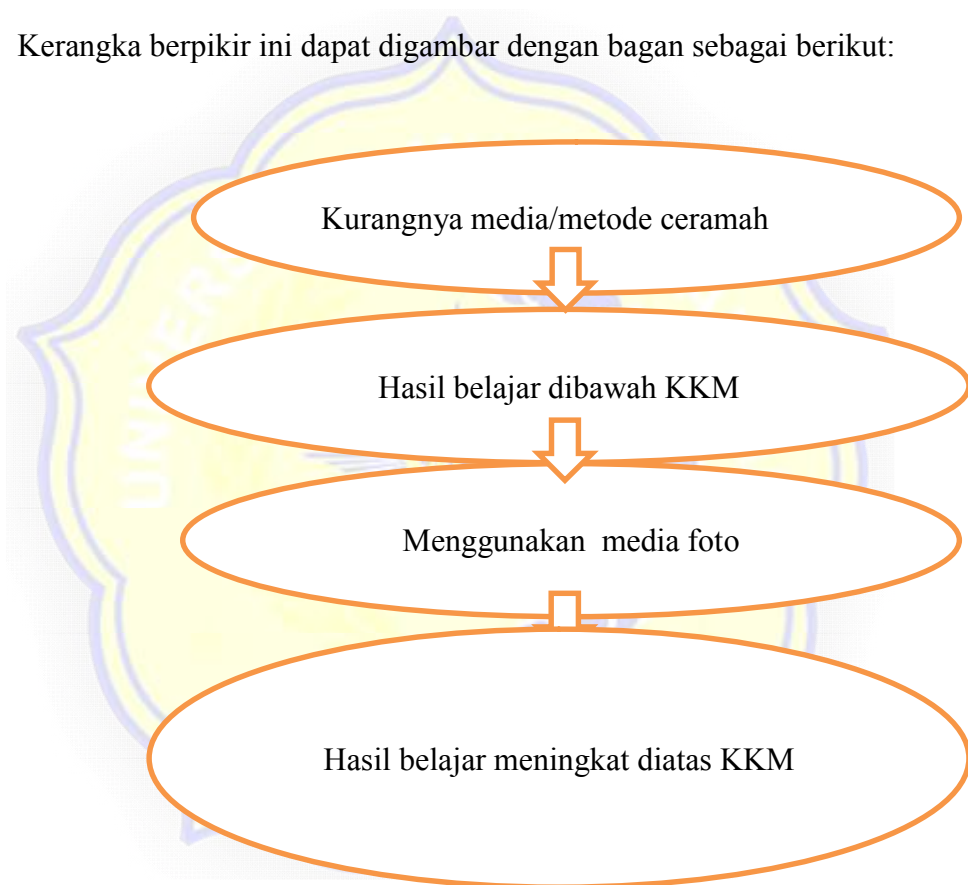 Kerangka berpikir ini dapat digambar dengan bagan sebagai berikut:
Kurangnya media/metode ceramah
Hasil belajar dibawah KKM
Menggunakan media foto
Hasil belajar meningkat diatas KKM